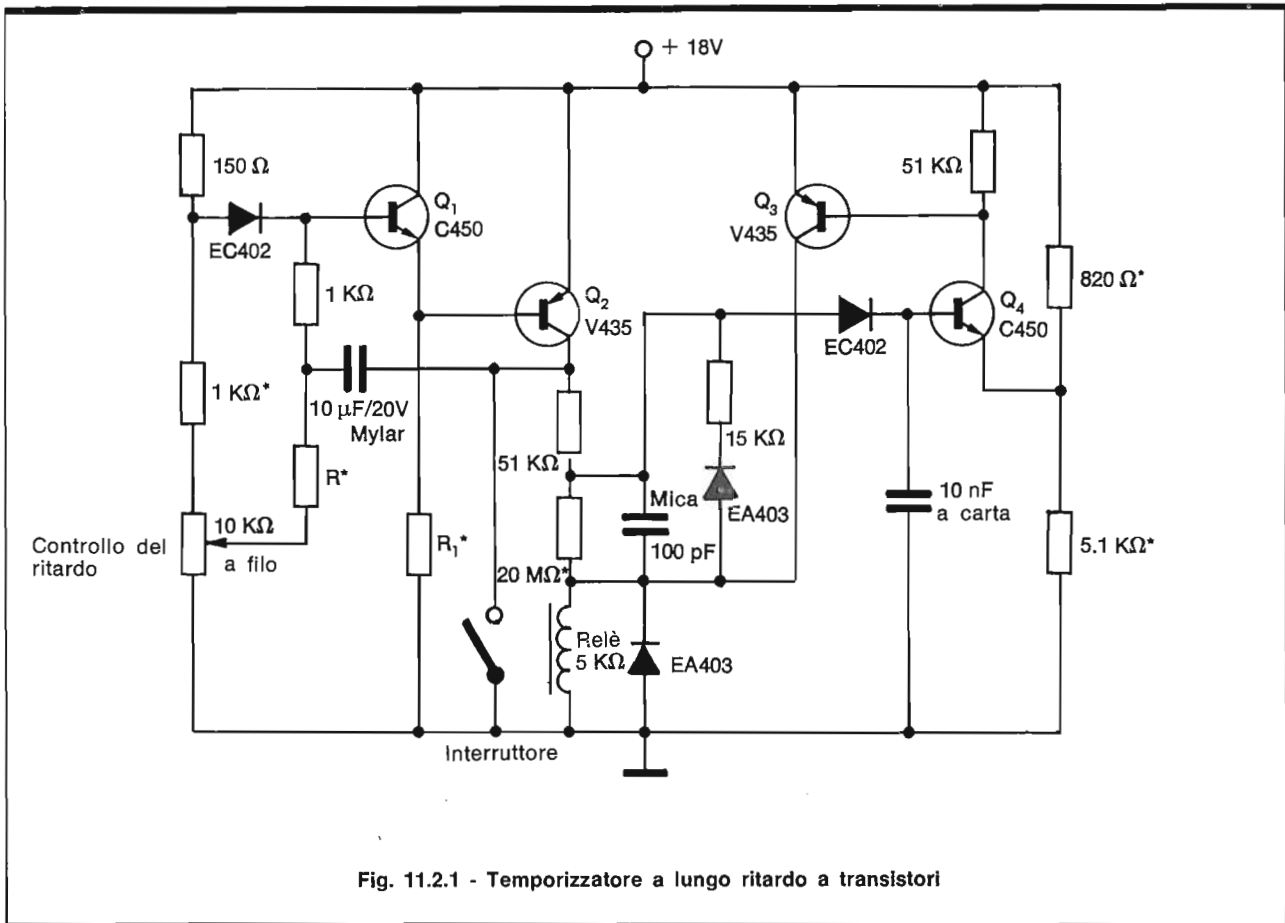 + 18V
150 Ω
EC402
Q1
C450
1 KΩ
Q2
V435
Q3
V435
51 KΩ
820 Ω*
Q4
C450
EC402
1 KΩ*
10 µF/20V
Mylar
R*
51 KΩ
15 KΩ
Mica
100 pF
EA403
10 nF
a carta
Controllo del
ritardo
10 KΩ
a filo
R1*
20 MΩ*
5.1 KΩ*
Relè
5 KΩ
EA403
Interruttore
Fig. 11.2.1 - Temporizzatore a lungo ritardo a transistori